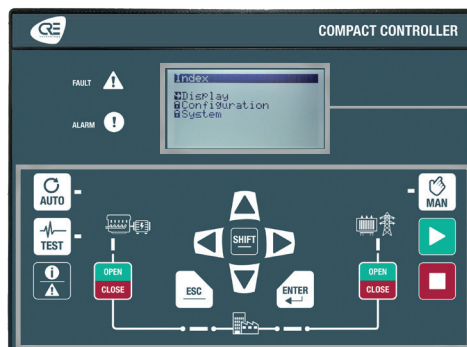 CRE
COMPACT CONTROLLER
FAULT
ALARM
Index
Display
Configuration
System
AUTO
MAN
TEST
OPEN
CLOSE
SHIFT
ESC
ENTER
OPEN
CLOSE